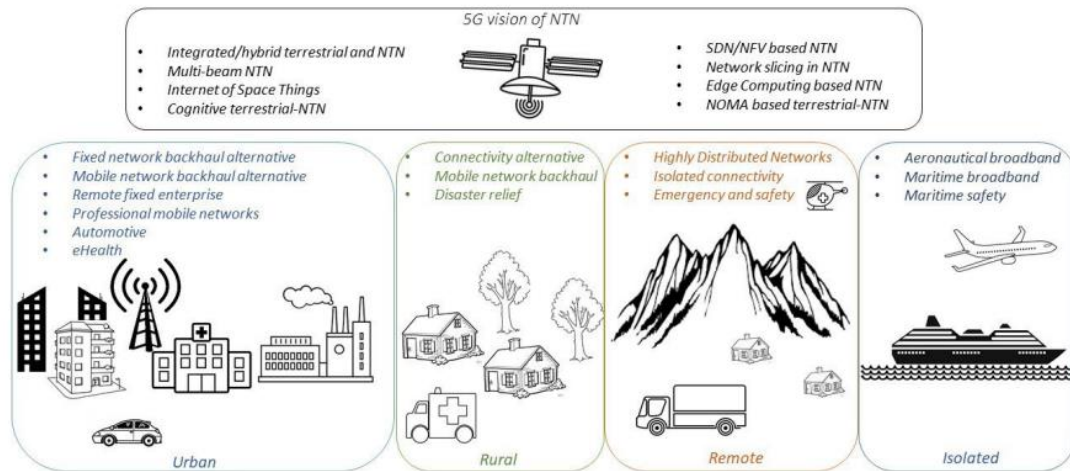 5G vision of NTN
• Integrated/hybrid terrestrial and NTN
• Multi-beam NTN
• Internet of Space Things
• Cognitive terrestrial-NTN
• SDN/NFV based NTN
• Network slicing in NTN
• Edge Computing based NTN
• NOMA based terrestrial-NTN
• Fixed network backhaul alternative
• Mobile network backhaul alternative
• Remote fixed enterprise
• Professional mobile networks
• Automotive
• eHealth
Urban
• Connectivity alternative
• Mobile network backhaul
• Disaster relief
Rural
• Highly Distributed Networks
• Isolated connectivity
• Emergency and safety
Remote
• Aeronautical broadband
• Maritime broadband
• Maritime safety
Isolated